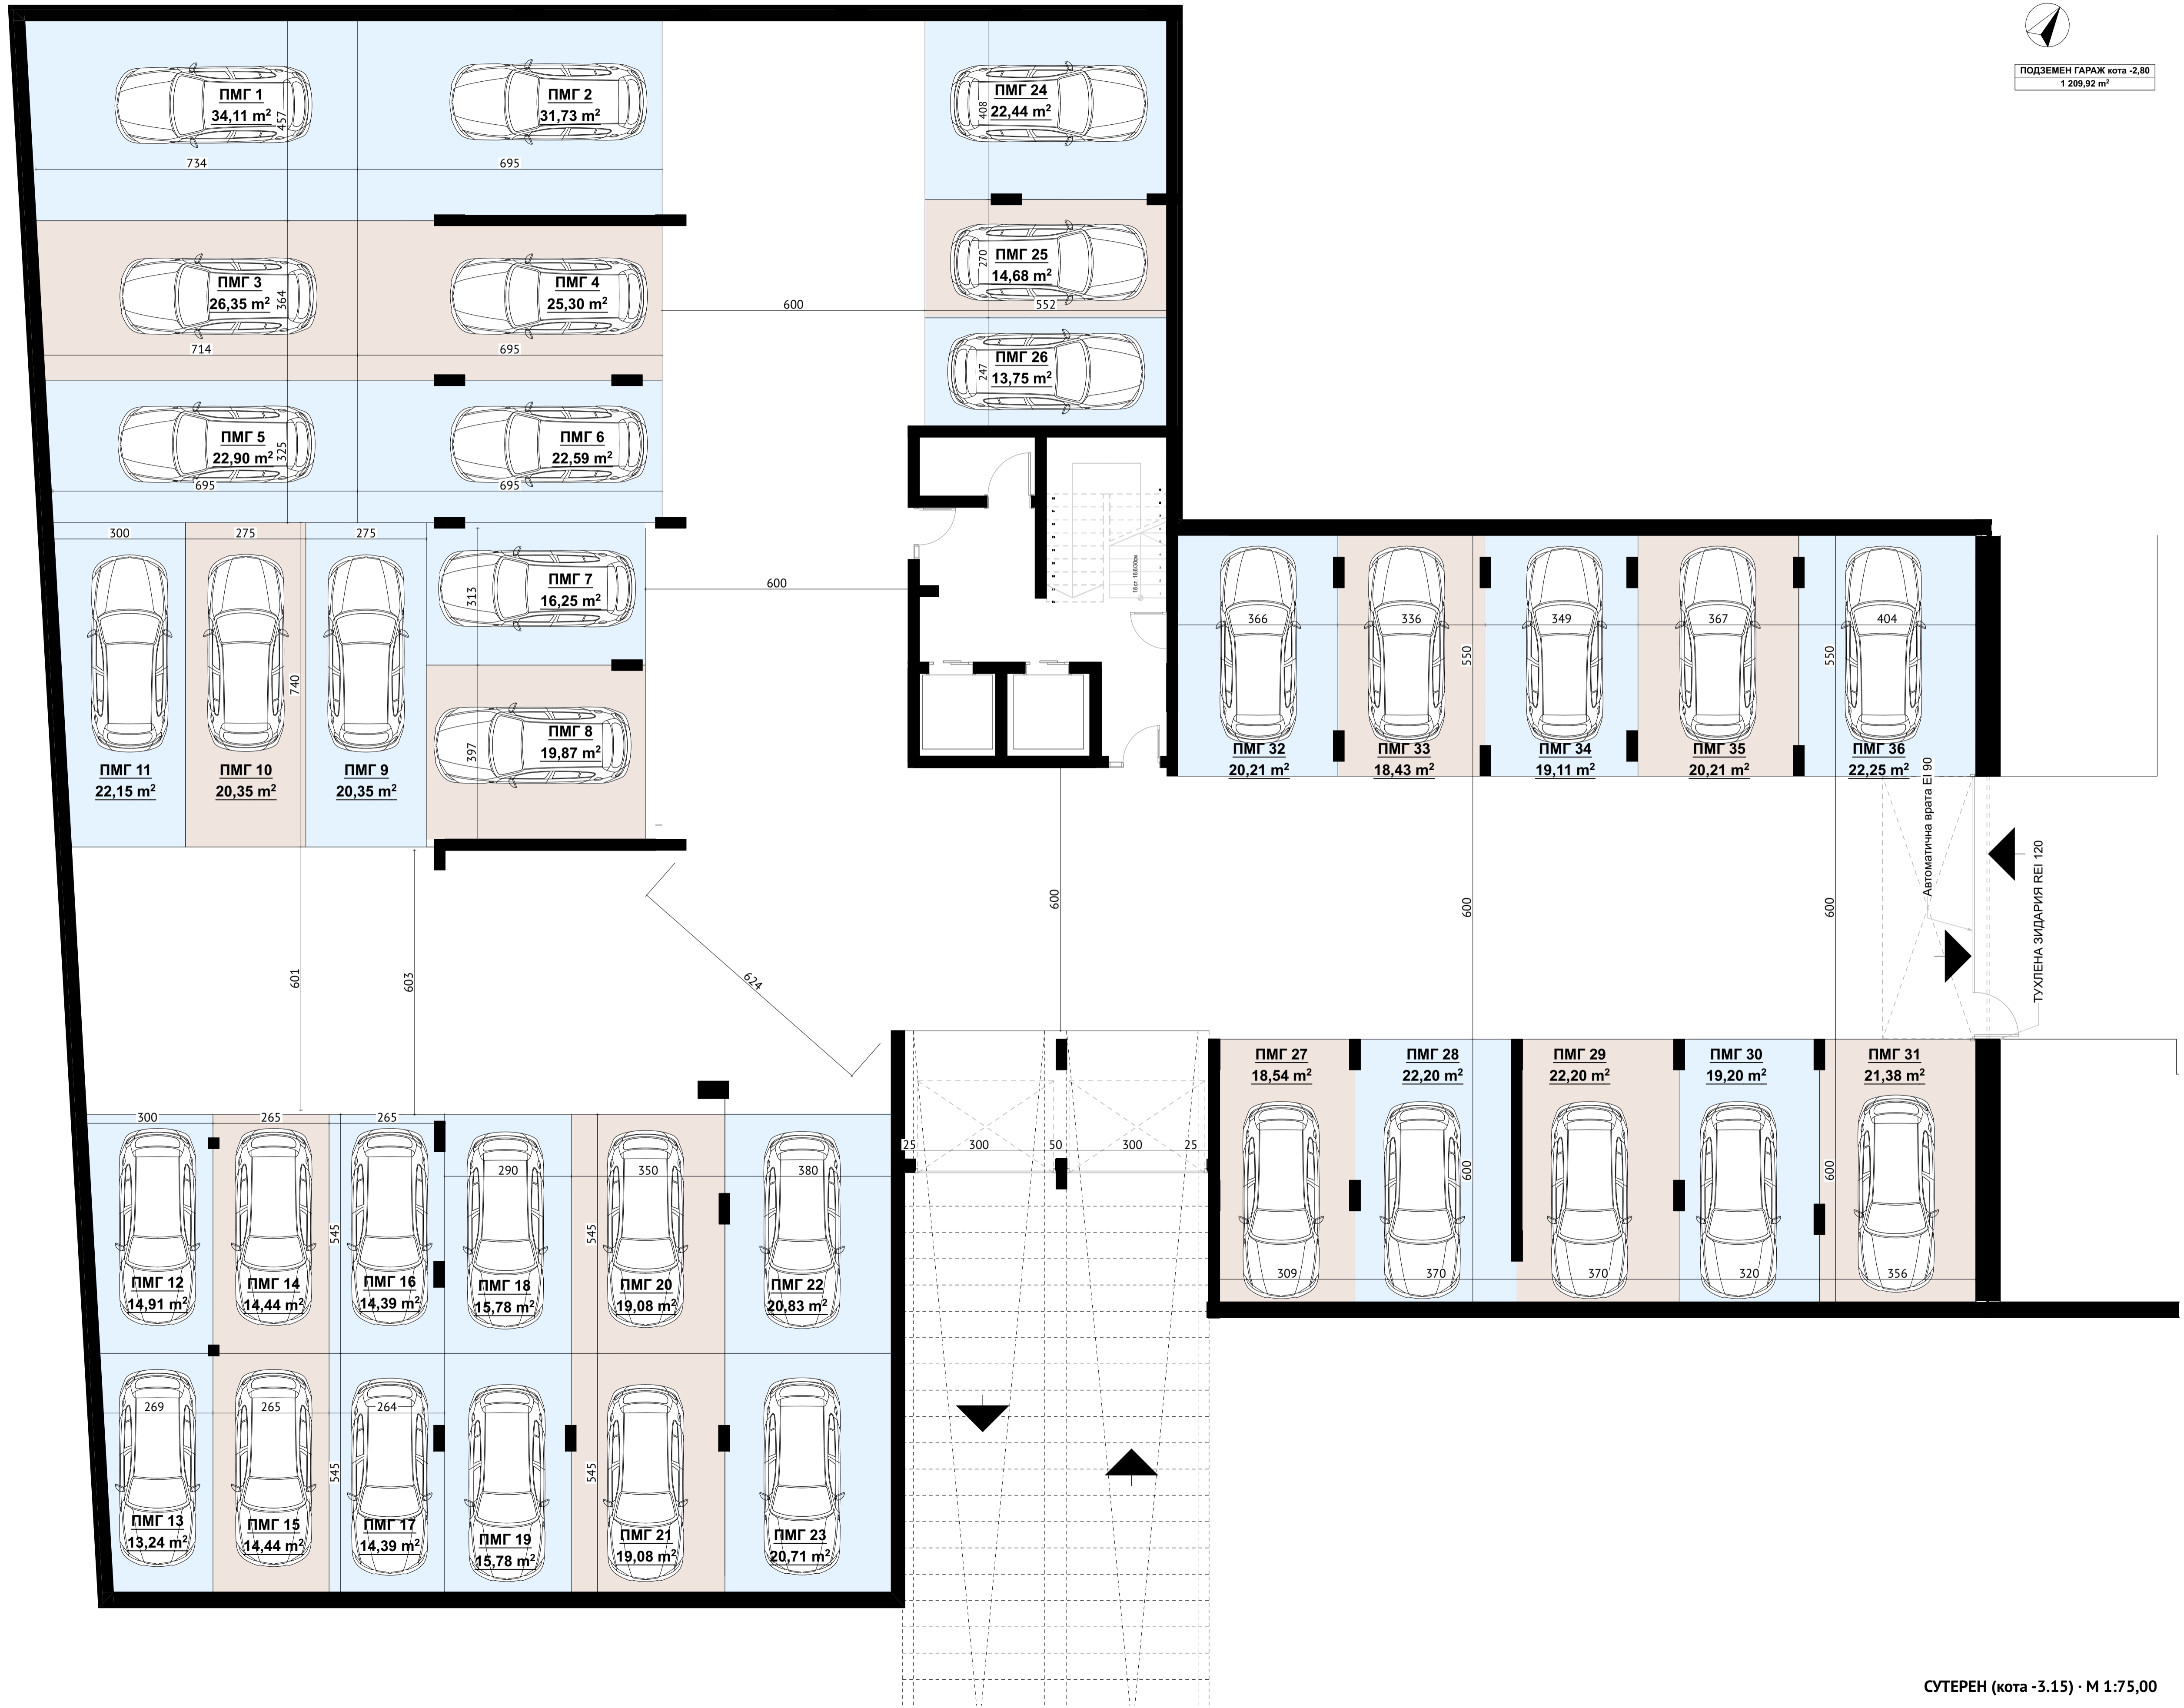 ПОДЗЕМЕН ГАРАЖ кота -2,80
1 209,92 m²
ПМГ 1
34,11 m²
457
734
ПМГ 2
31,73 m²
695
ПМГ 24
22,44 m²
408
ПМГ 3
26,35 m²
364
714
ПМГ 4
25,30 m²
695
600
ПМГ 25
14,68 m²
270
552
ПМГ 26
13,75 m²
247
ПМГ 5
22,90 m²
325
695
ПМГ 6
22,59 m²
695
300
275
275
740
ПМГ 11
22,15 m²
ПМГ 10
20,35 m²
ПМГ 9
20,35 m²
ПМГ 7
16,25 m²
313
600
ПМГ 8
19,87 m²
397
18 ст. 16,6/30см
366
336
349
367
404
550
550
ПМГ 32
20,21 m²
ПМГ 33
18,43 m²
ПМГ 34
19,11 m²
ПМГ 35
20,21 m²
ПМГ 36
22,25 m²
601
603
624
600
600
600
Автоматична врата EI 90
ТУХЛЕНА ЗИДАРИЯ REI 120
ПМГ 27
18,54 m²
ПМГ 28
22,20 m²
ПМГ 29
22,20 m²
ПМГ 30
19,20 m²
ПМГ 31
21,38 m²
600
600
309
370
370
320
356
300
265
265
290
350
380
25
300
50
300
25
545
545
ПМГ 12
14,91 m²
ПМГ 14
14,44 m²
ПМГ 16
14,39 m²
ПМГ 18
15,78 m²
ПМГ 20
19,08 m²
ПМГ 22
20,83 m²
269
265
264
545
545
ПМГ 13
13,24 m²
ПМГ 15
14,44 m²
ПМГ 17
14,39 m²
ПМГ 19
15,78 m²
ПМГ 21
19,08 m²
ПМГ 23
20,71 m²
СУТЕРЕН (кота -3.15) · М 1:75,00